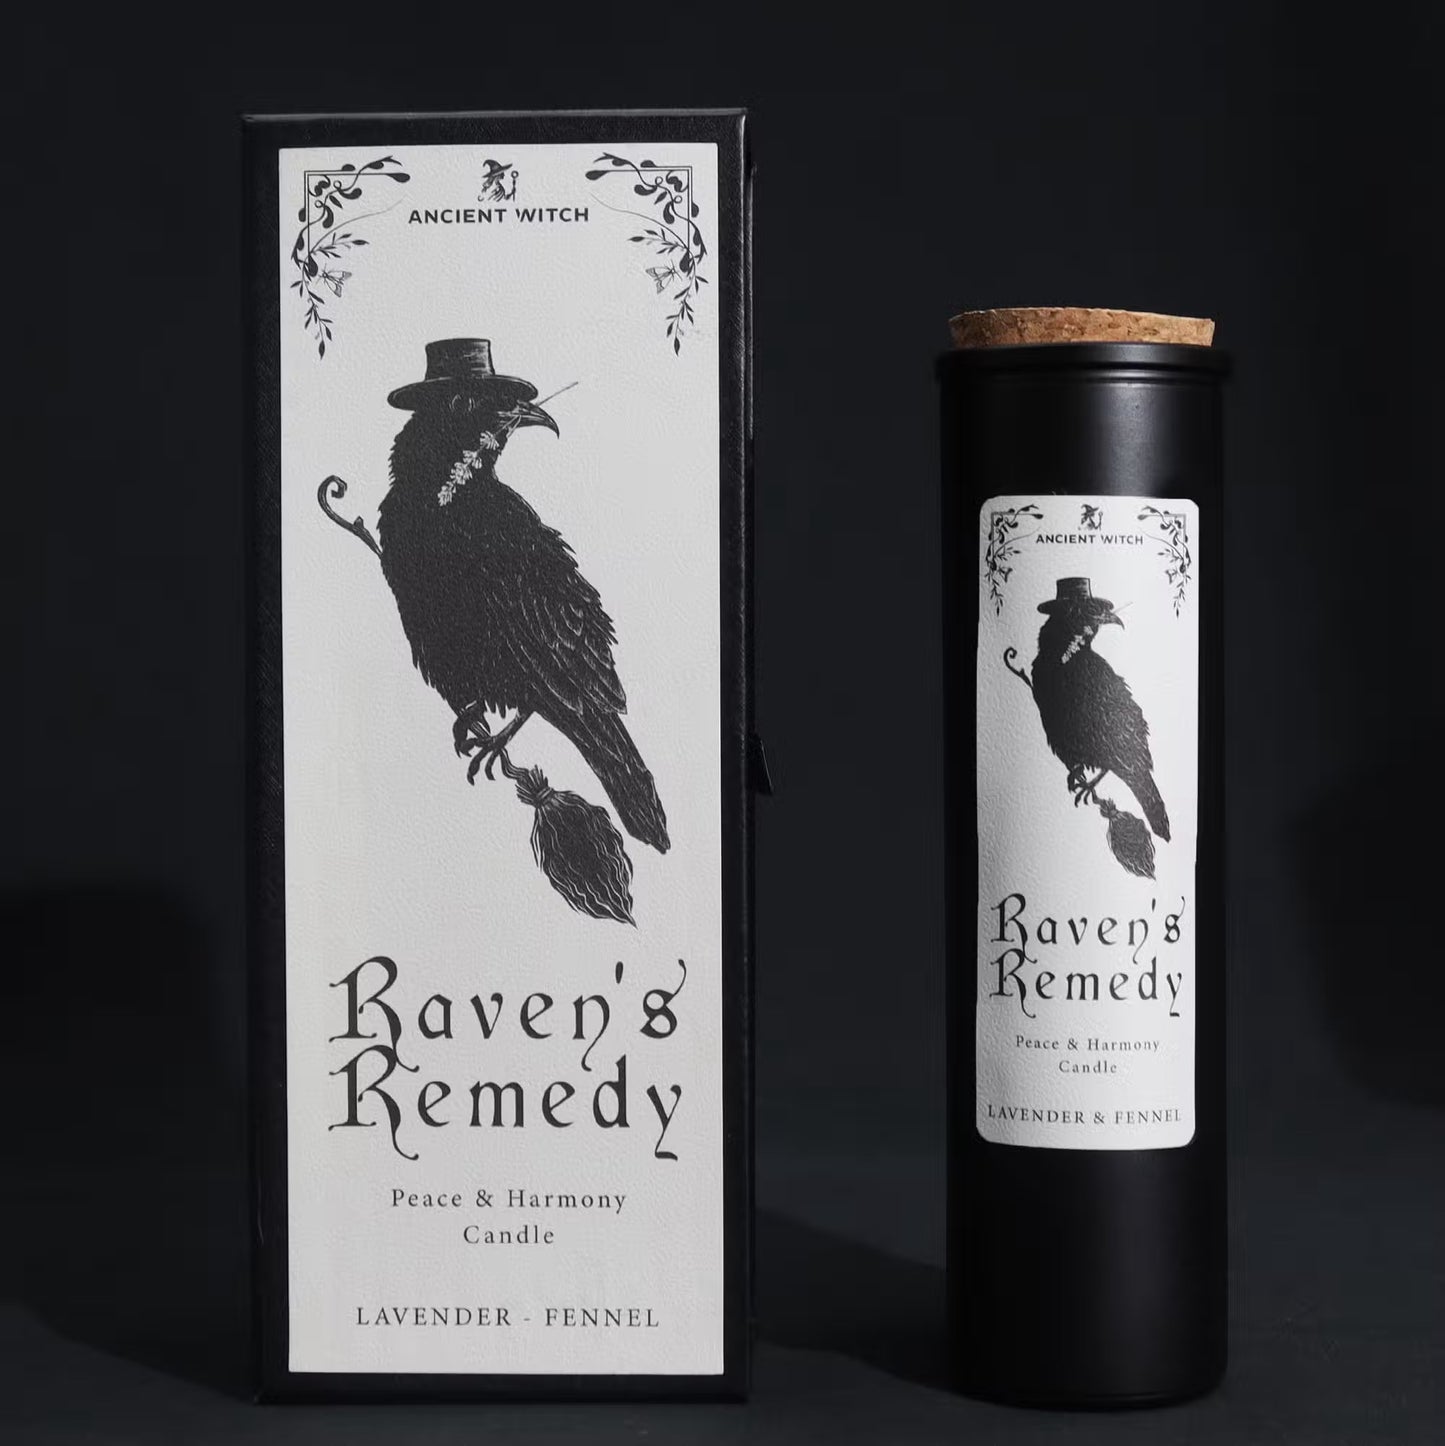 ANCIENT WITCH
Raven's
Remedy
Peace & Harmony
Candle
LAVENDER - FENNEL
ANCIENT WITCH
Raven's
Remedy
Peace & Harmony
Candle
LAVENDER & FENNEL